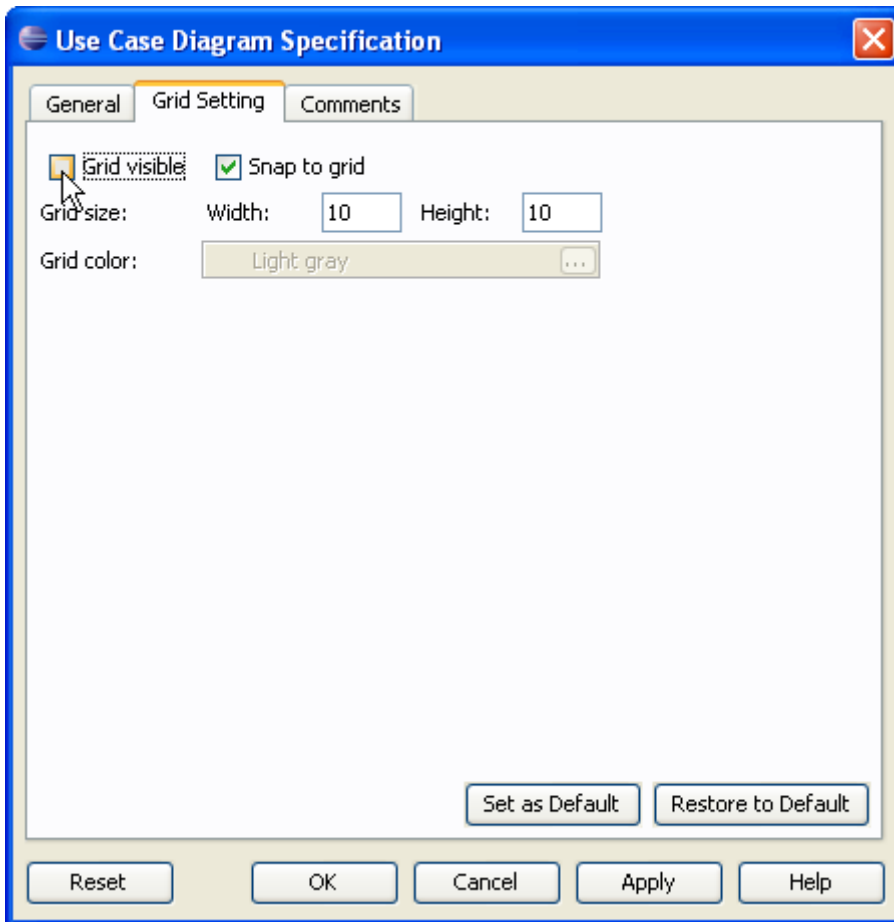 Use Case Diagram Specification
General Grid Setting Comments
Grid visible Snap to grid
Grid size: Width: 10 Height: 10
Grid color: Light gray ...
Set as Default Restore to Default
Reset OK Cancel Apply Help